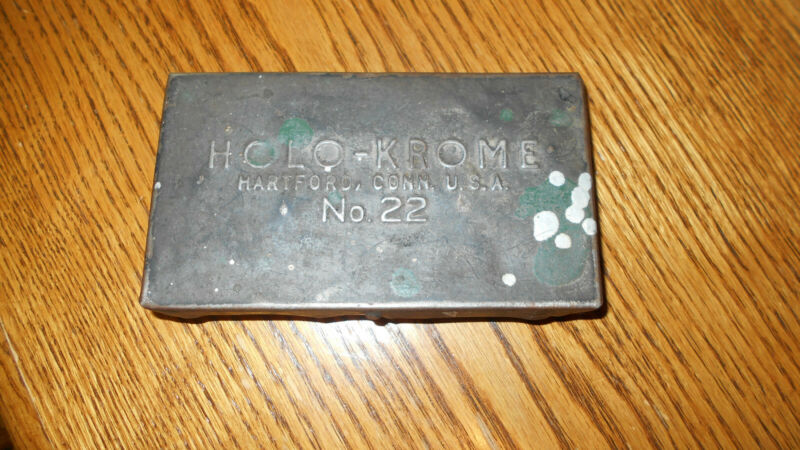 HOLO-KROME
HARTFORD, CONN. U.S.A.
No. 22